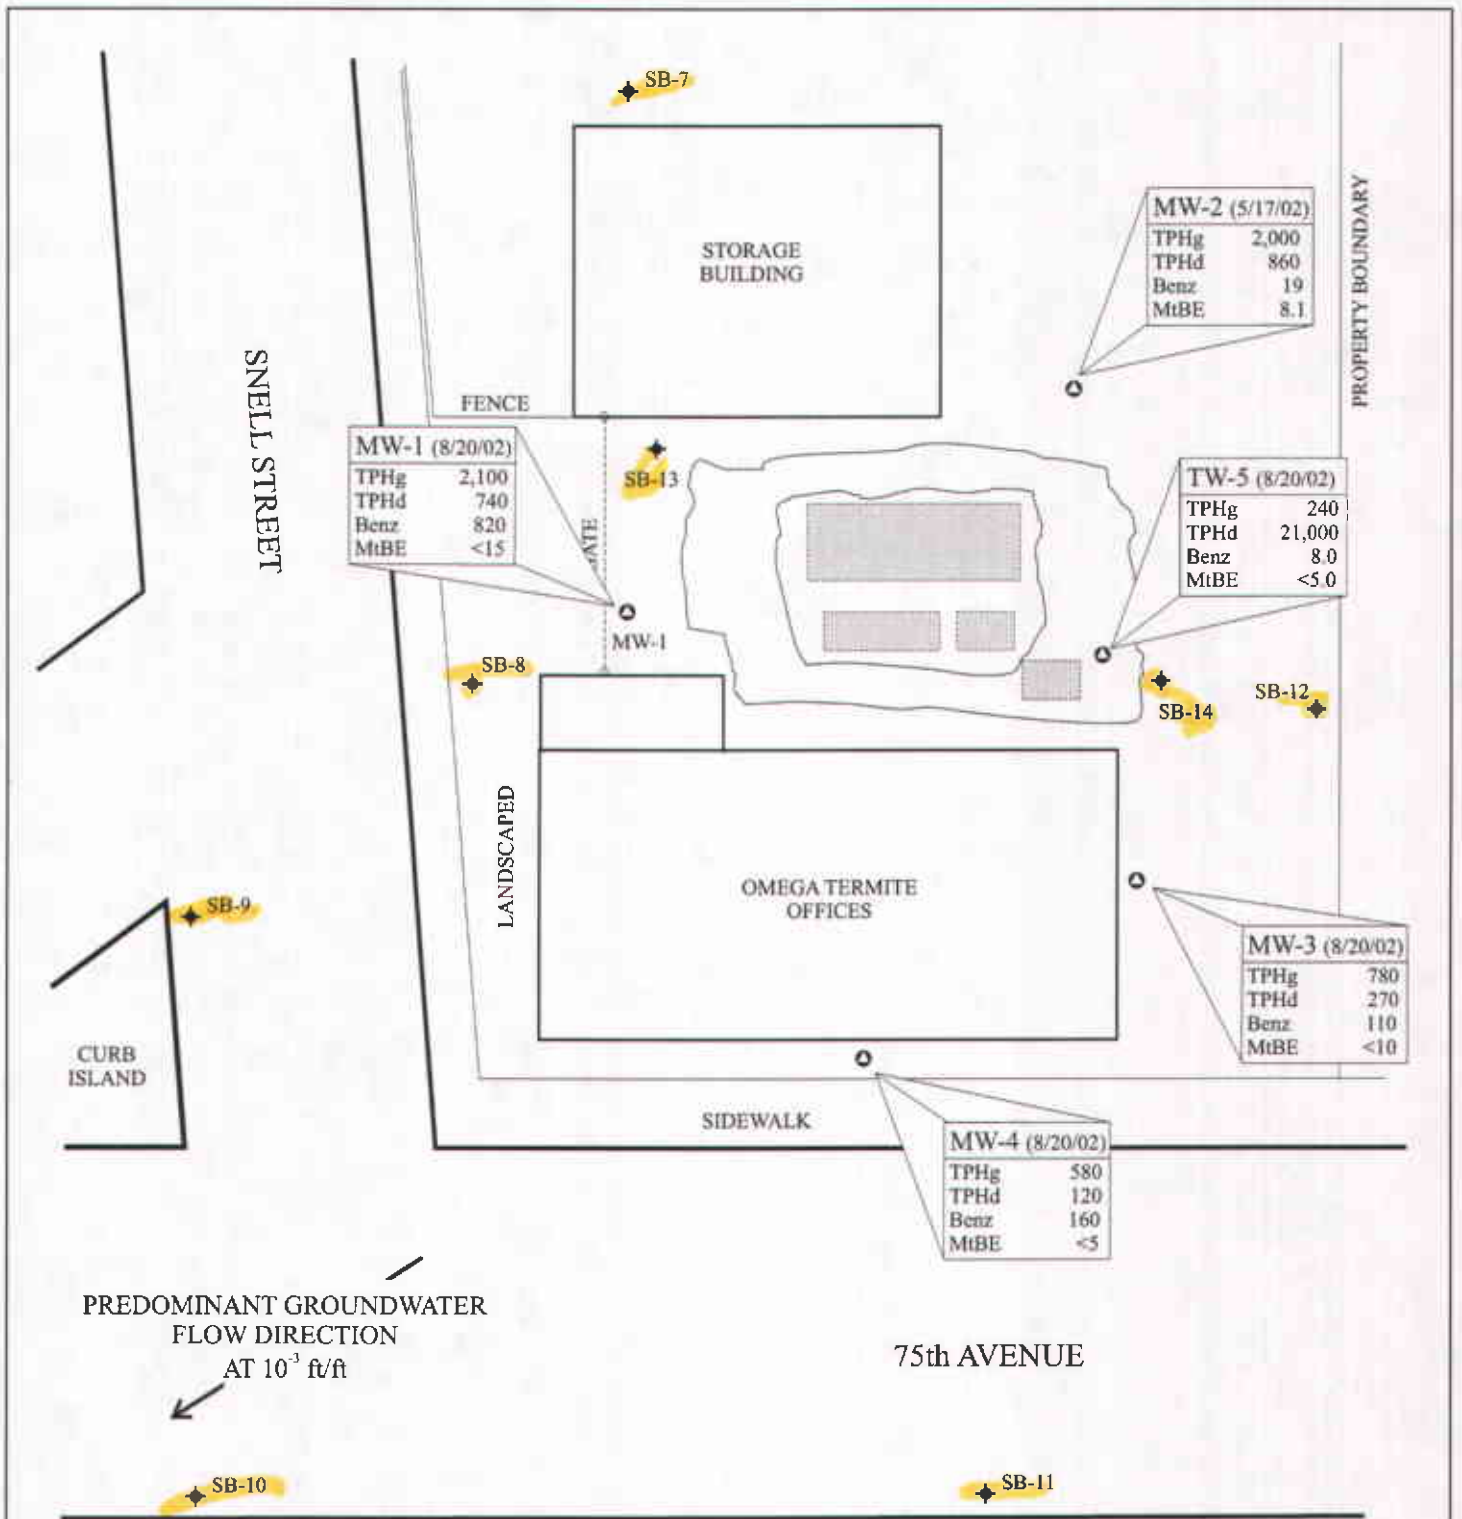 SB-7
STORAGE
BUILDING
MW-2 (5/17/02)
TPHg 2,000
TPHd 860
Benz 19
MtBE 8.1
PROPERTY BOUNDARY
SNELL STREET
FENCE
MW-1 (8/20/02)
TPHg 2,100
TPHd 740
Benz 820
MtBE <15
SB-13
TW-5 (8/20/02)
TPHg 240
TPHd 21,000
Benz 8.0
MtBE <5.0
MW-1
SB-8
SB-12
SB-14
LANDSCAPED
OMEGA TERMITE
OFFICES
SB-9
MW-3 (8/20/02)
TPHg 780
TPHd 270
Benz 110
MtBE <10
CURB
ISLAND
SIDEWALK
MW-4 (8/20/02)
TPHg 580
TPHd 120
Benz 160
MtBE <5
PREDOMINANT GROUNDWATER
FLOW DIRECTION
AT 10⁻³ ft/ft
75th AVENUE
SB-10
SB-11